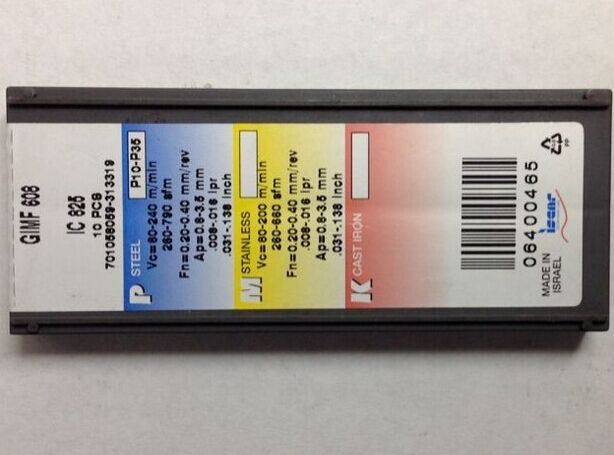 GIMF 608
IC 825
10 PCS
7010558059-313319
P STEEL P10-P35
Vc=80-240 m/min
260-790 sfm
Fn=0.20-0.40 mm/rev
Ap=0.8-3.5 mm
.008-.016 ipr
.031-.138 inch
M STAINLESS
Vc=80-200 m/min
260-660 sfm
Fn=0.20-0.40 mm/rev
.008-.016 ipr
Ap=0.8-3.5 mm
.031-.138 inch
K CAST IRON
06400465
MADE IN
ISRAEL
iscar
PP